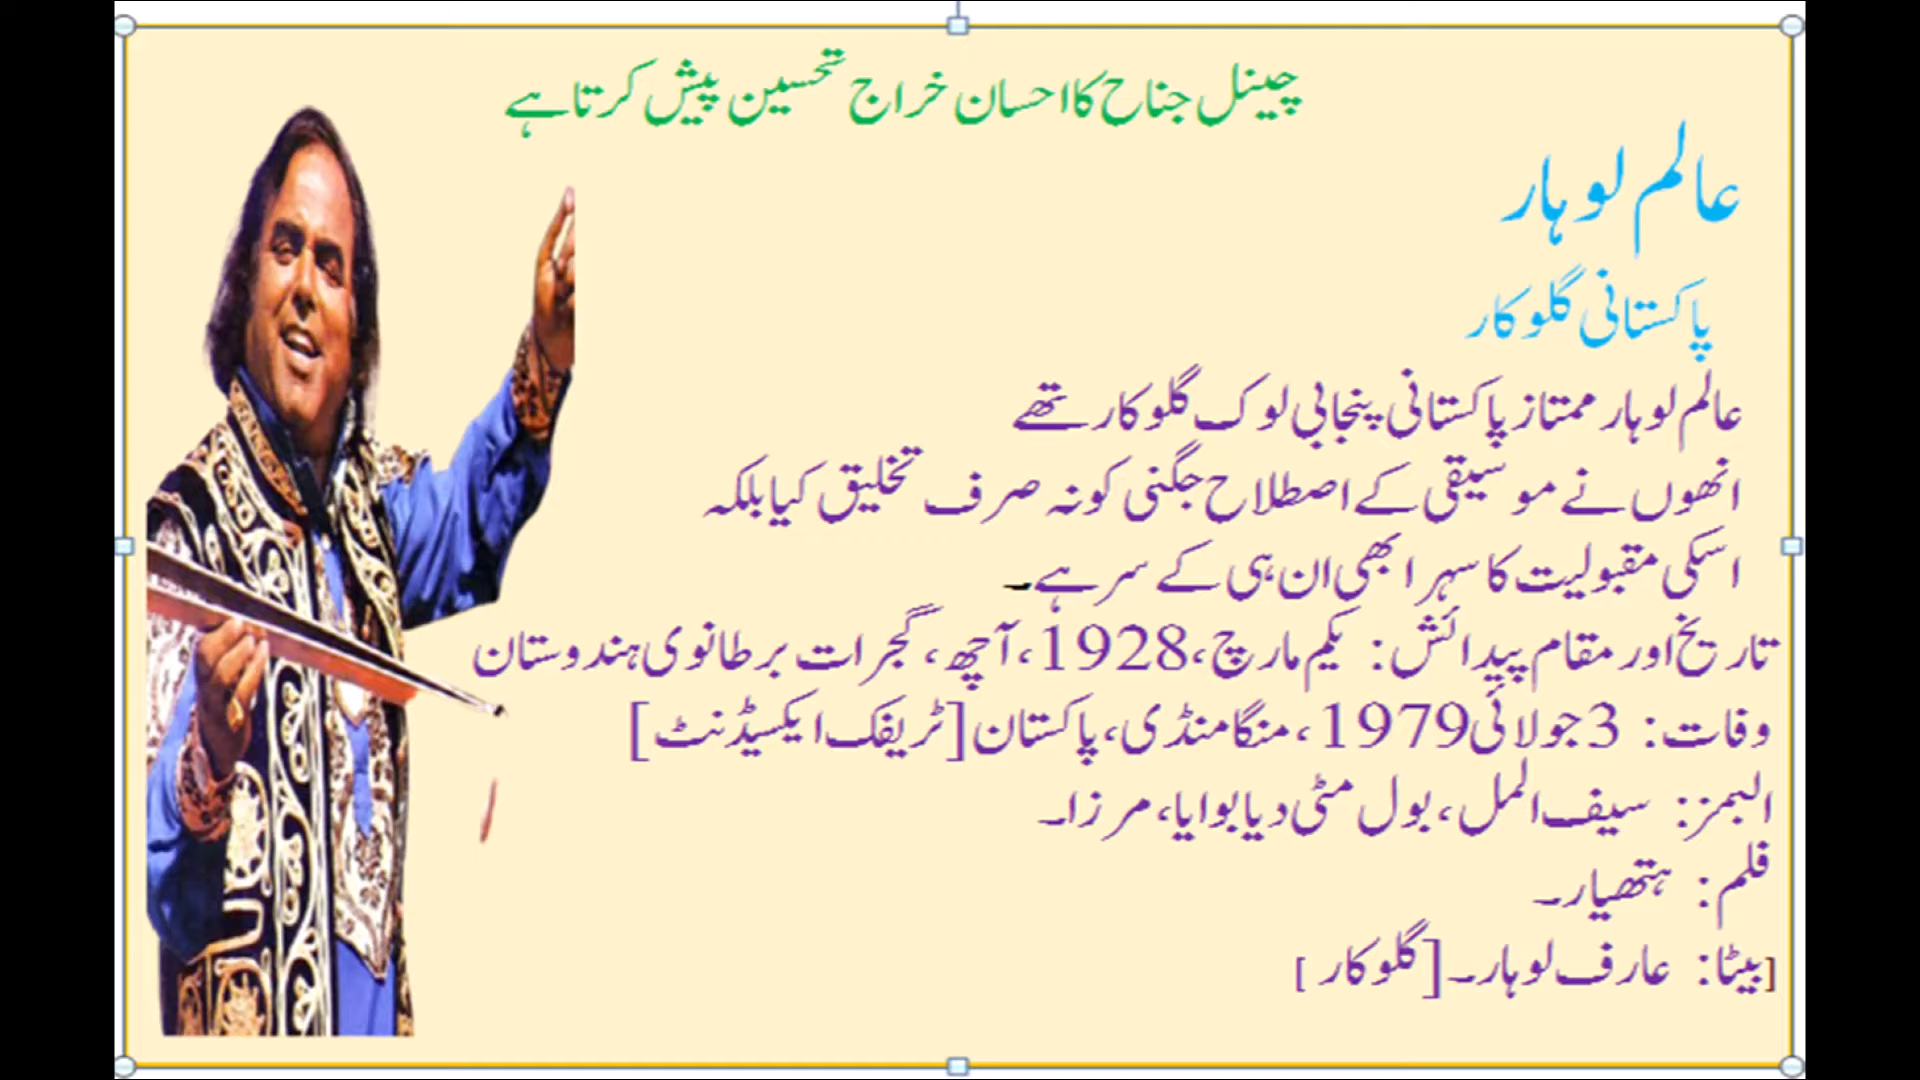 چینل جناح کا احسان خراج تحسین پیش کرتا ہے
عالم لوہار
پاکستانی گلوکار
عالم لوہار ممتاز پاکستانی پنجابی لوک گلوکار تھے
انھوں نے موسیقی کے اصطلاح جگنی کو نہ صرف تخلیق کیا بلکہ
اسکی مقبولیت کا سہرا بھی ان ہی کے سر ہے۔
تاریخ اور مقام پیدائش: یکم مارچ، 1928، آچھ، گجرات برطانوی ہندوستان
وفات: 3 جولائی 1979، منگا منڈی، پاکستان [ٹریفک ایکسیڈنٹ]
البمز: سیف المل، بول مٹی دیا بوایا، مرزا۔
فلم: ہتھیار۔
[بیٹا: عارف لوہار۔ [گلوکار]